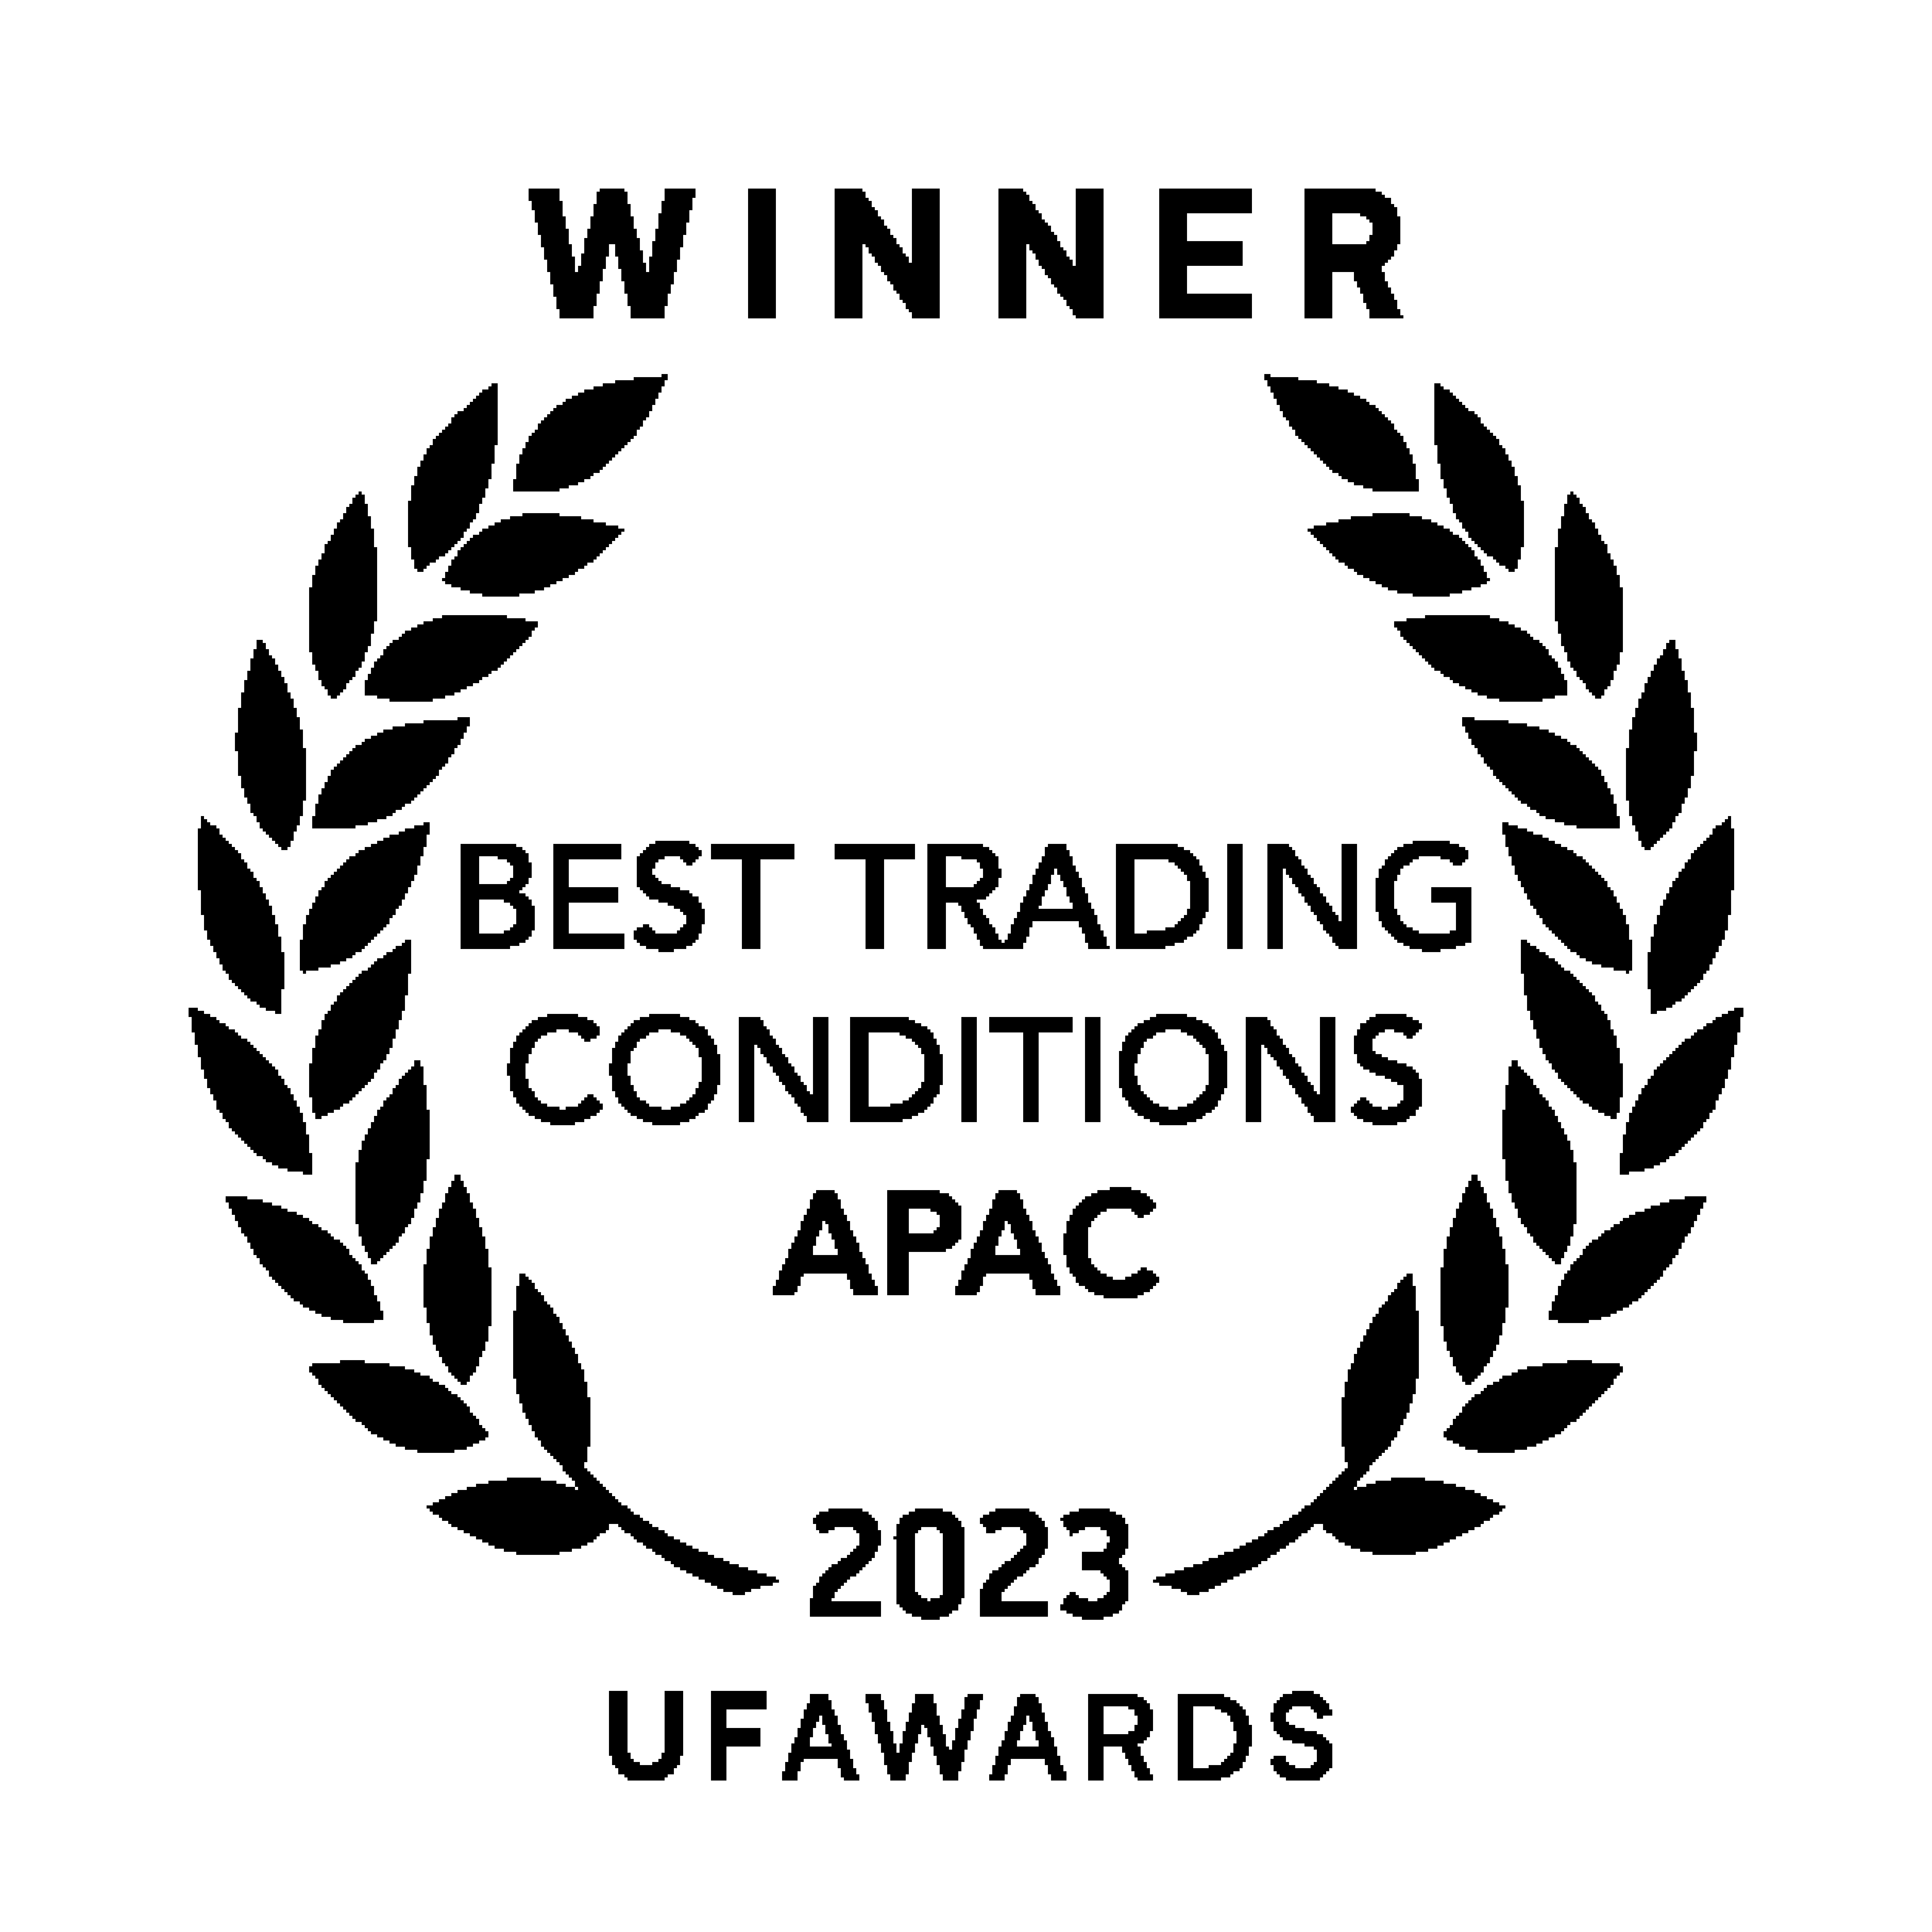 WINNER
BEST TRADING
CONDITIONS
APAC
2023
UFAWARDS